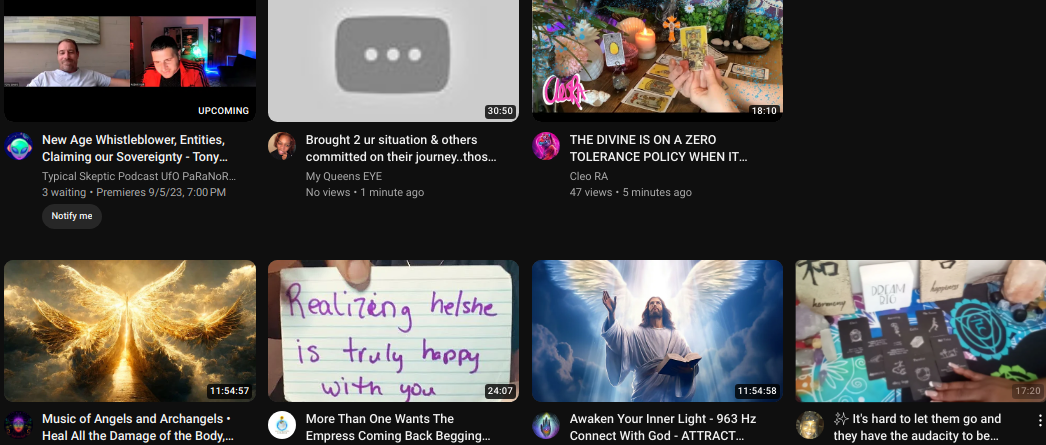 UPCOMING
30:50
Cleo RA
18:10
New Age Whistleblower, Entities,
Claiming our Sovereignty - Tony…
Typical Skeptic Podcast UfO PaRaNoR…
3 waiting • Premieres 9/5/23, 7:00 PM
Notify me
Brought 2 ur situation & others
committed on their journey..thos…
My Queens EYE
No views • 1 minute ago
THE DIVINE IS ON A ZERO
TOLERANCE POLICY WHEN IT…
Cleo RA
47 views • 5 minutes ago
11:54:57
Realizing he/she
is truly happy
with you
24:07
11:54:58
harmony
DREAM
BIG
happiness
17:20
Music of Angels and Archangels •
Heal All the Damage of the Body,…
More Than One Wants The
Empress Coming Back Begging…
Awaken Your Inner Light - 963 Hz
Connect With God - ATTRACT…
✨ It's hard to let them go and
they have the audacity to be…